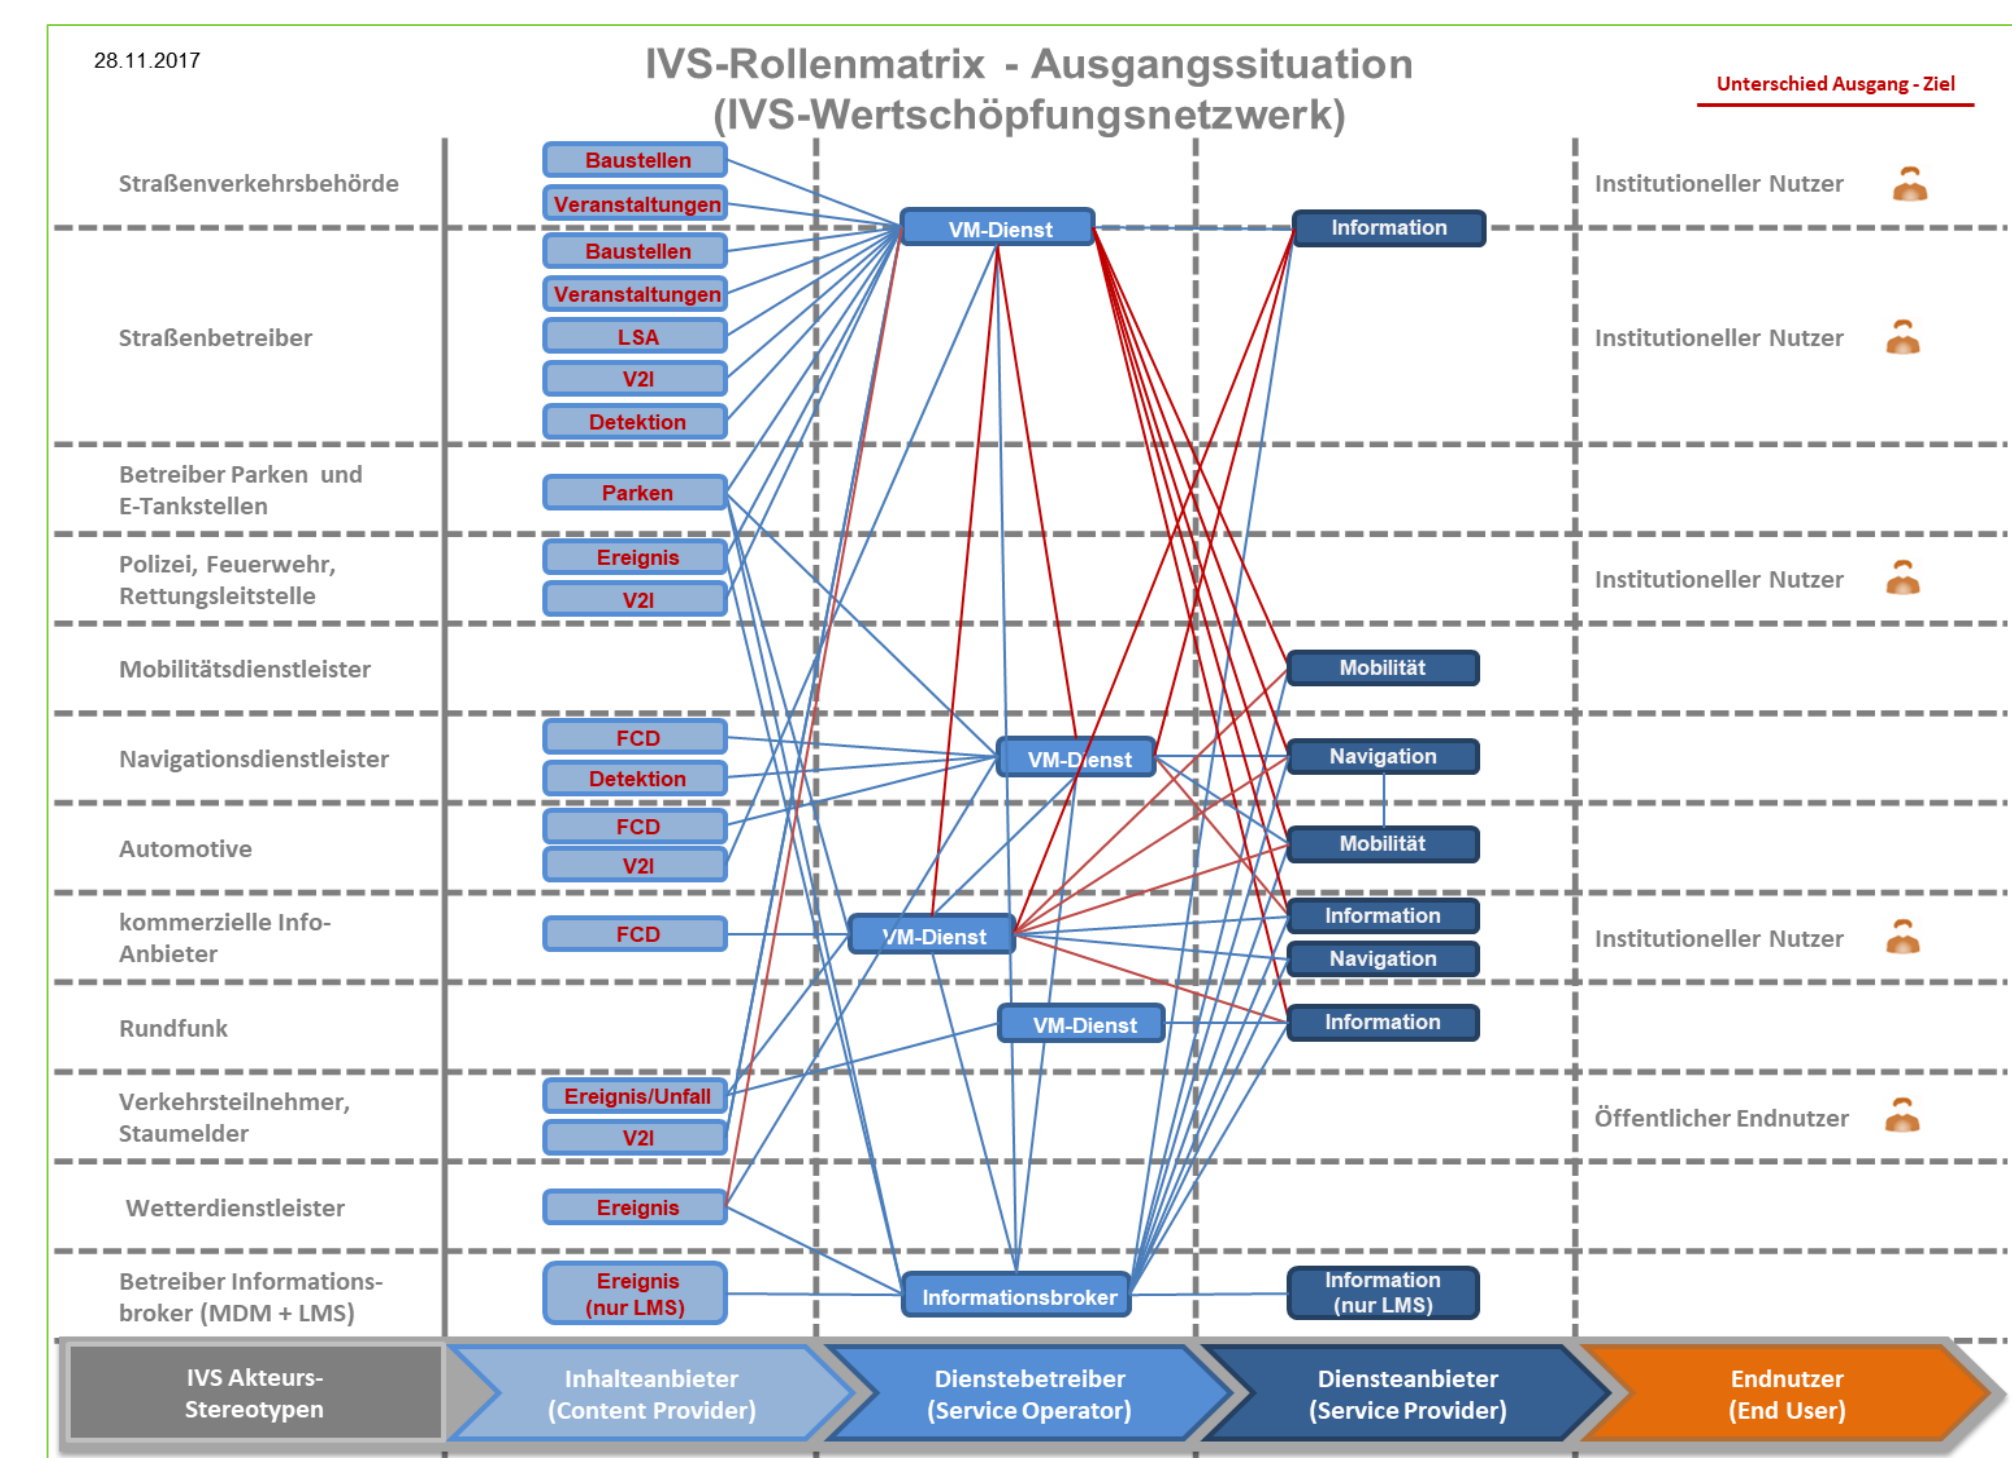 28.11.2017
IVS-Rollenmatrix - Ausgangssituation
(IVS-Wertschöpfungsnetzwerk)
Unterschied Ausgang - Ziel
Straßenverkehrsbehörde
Baustellen
Veranstaltungen
VM-Dienst
Information
Institutioneller Nutzer
Straßenbetreiber
Baustellen
Veranstaltungen
LSA
V2I
Detektion
Institutioneller Nutzer
Betreiber Parken und
E-Tankstellen
Parken
Polizei, Feuerwehr,
Rettungsleitstelle
Ereignis
V2I
Institutioneller Nutzer
Mobilitätsdienstleister
Mobilität
Navigationsdienstleister
FCD
Detektion
VM-Dienst
Navigation
Automotive
FCD
V2I
Mobilität
kommerzielle Info-
Anbieter
FCD
VM-Dienst
Information
Navigation
Institutioneller Nutzer
Rundfunk
VM-Dienst
Information
Verkehrsteilnehmer,
Staumelder
Ereignis/Unfall
V2I
Öffentlicher Endnutzer
Wetterdienstleister
Ereignis
Betreiber Informations-
broker (MDM + LMS)
Ereignis
(nur LMS)
Informationsbroker
Information
(nur LMS)
IVS Akteurs-
Stereotypen
Inhalteanbieter
(Content Provider)
Dienstebetreiber
(Service Operator)
Diensteanbieter
(Service Provider)
Endnutzer
(End User)